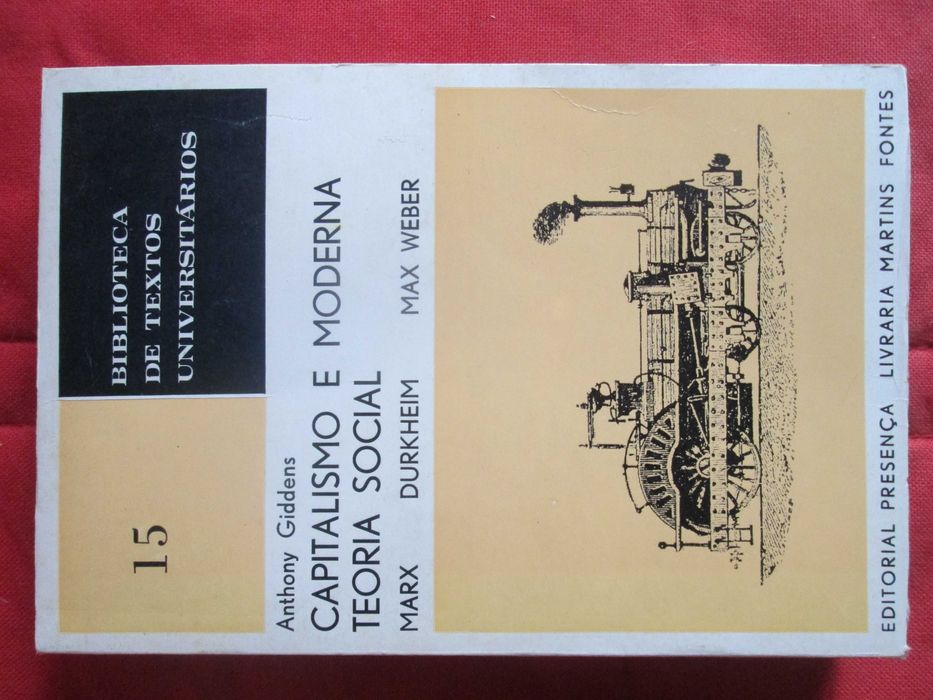 15
BIBLIOTECA
DE TEXTOS
UNIVERSITÁRIOS
Anthony Giddens
CAPITALISMO E MODERNA
TEORIA SOCIAL
MARX DURKHEIM MAX WEBER
EDITORIAL PRESENÇA LIVRARIA MARTINS FONTES